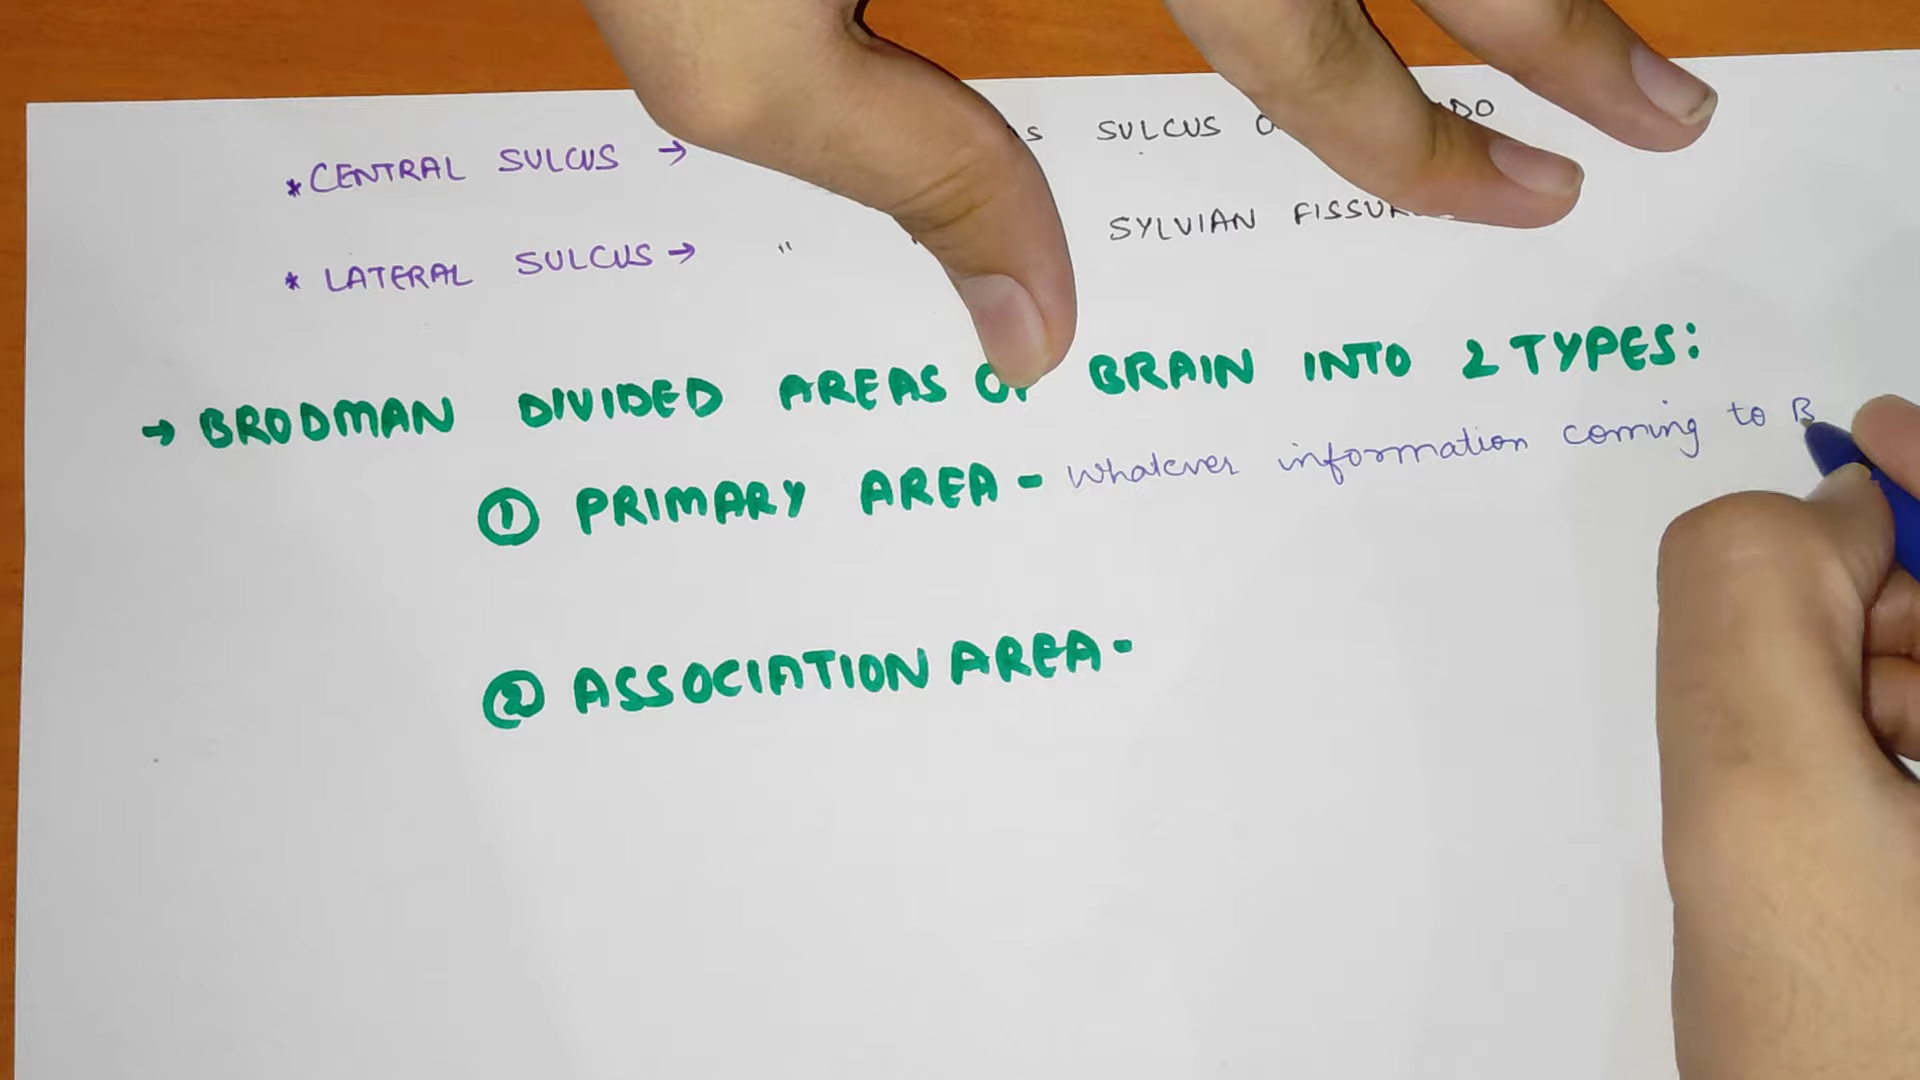 * CENTRAL SULCUS → SULCUS
* LATERAL SULCUS → " SYLVIAN
→ BRODMAN DIVIDED AREAS OF BRAIN INTO 2 TYPES:
① PRIMARY AREA - Whatever information coming to B
② ASSOCIATION AREA -